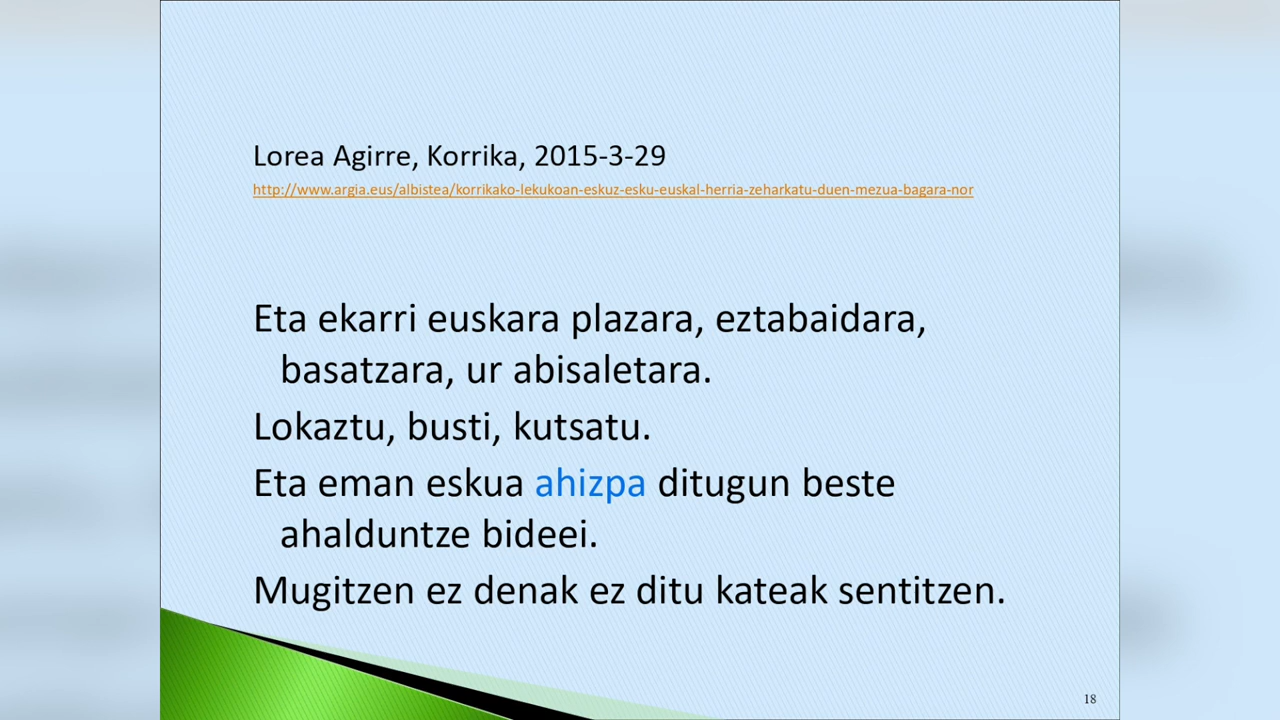 Lorea Agirre, Korrika, 2015-3-29
http://www.argia.eus/albistea/korrikako-lekukoan-eskuz-esku-euskal-herria-zeharkatu-duen-mezua-bagara-nor
Eta ekarri euskara plazara, eztabaidara,
basatzara, ur abisaletara.
Lokaztu, busti, kutsatu.
Eta eman eskua ahizpa ditugun beste
ahalduntze bideei.
Mugitzen ez denak ez ditu kateak sentitzen.
18